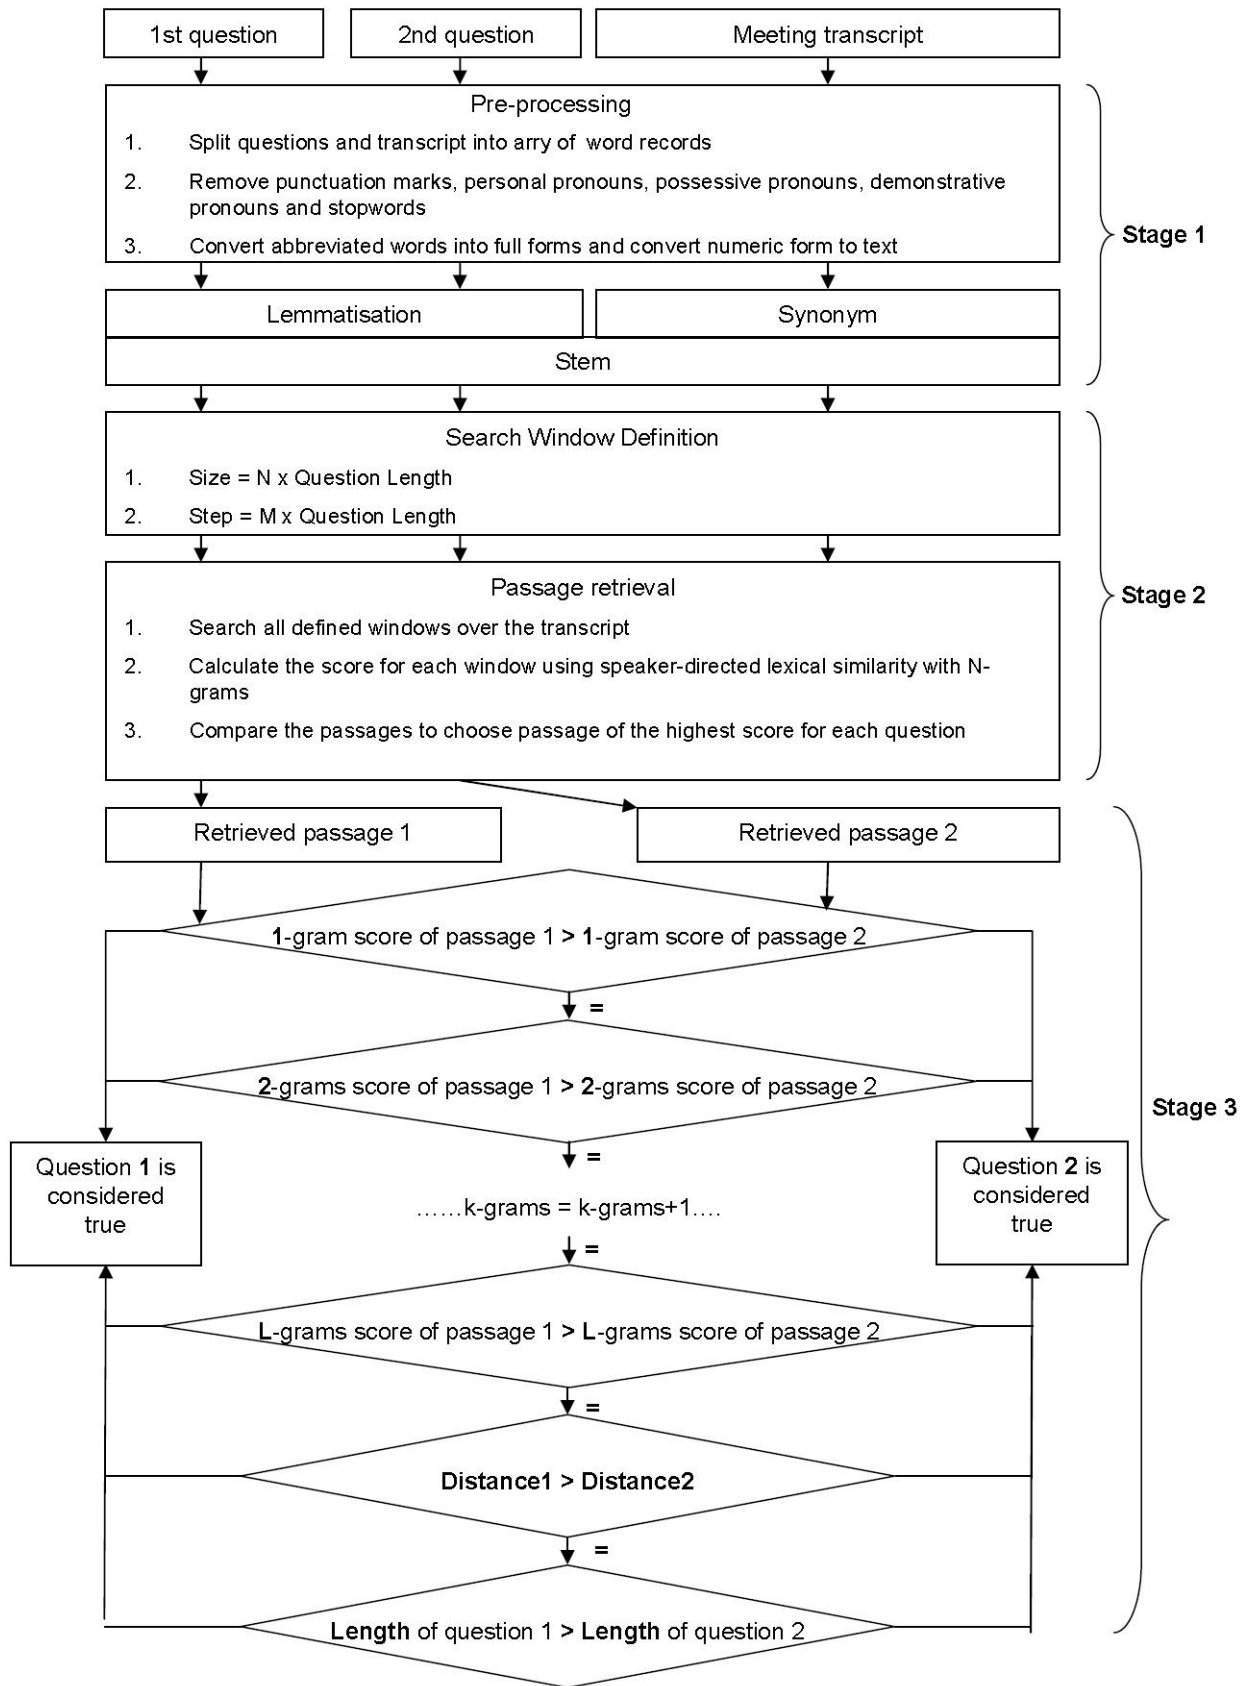 1st question
2nd question
Meeting transcript
Pre-processing
1. Split questions and transcript into arry of word records
2. Remove punctuation marks, personal pronouns, possessive pronouns, demonstrative
pronouns and stopwords
3. Convert abbreviated words into full forms and convert numeric form to text
Stage 1
Lemmatisation
Synonym
Stem
Search Window Definition
1. Size = N x Question Length
2. Step = M x Question Length
Passage retrieval
1. Search all defined windows over the transcript
2. Calculate the score for each window using speaker-directed lexical similarity with N-
grams
3. Compare the passages to choose passage of the highest score for each question
Stage 2
Retrieved passage 1
Retrieved passage 2
1-gram score of passage 1 > 1-gram score of passage 2
=
2-grams score of passage 1 > 2-grams score of passage 2
=
Stage 3
Question 1 is
considered
true
Question 2 is
considered
true
......k-grams = k-grams+1....
=
L-grams score of passage 1 > L-grams score of passage 2
=
Distance1 > Distance2
=
Length of question 1 > Length of question 2